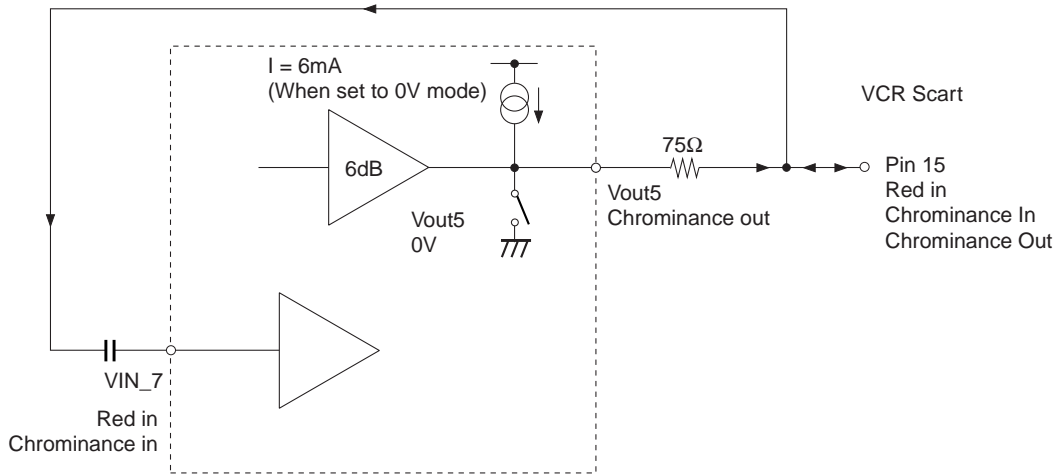 I = 6mA
(When set to 0V mode)
VCR Scart
75Ω
6dB
Pin 15
Red in
Chrominance In
Chrominance Out
Vout5
0V
Vout5
Chrominance out
VIN_7
Red in
Chrominance in